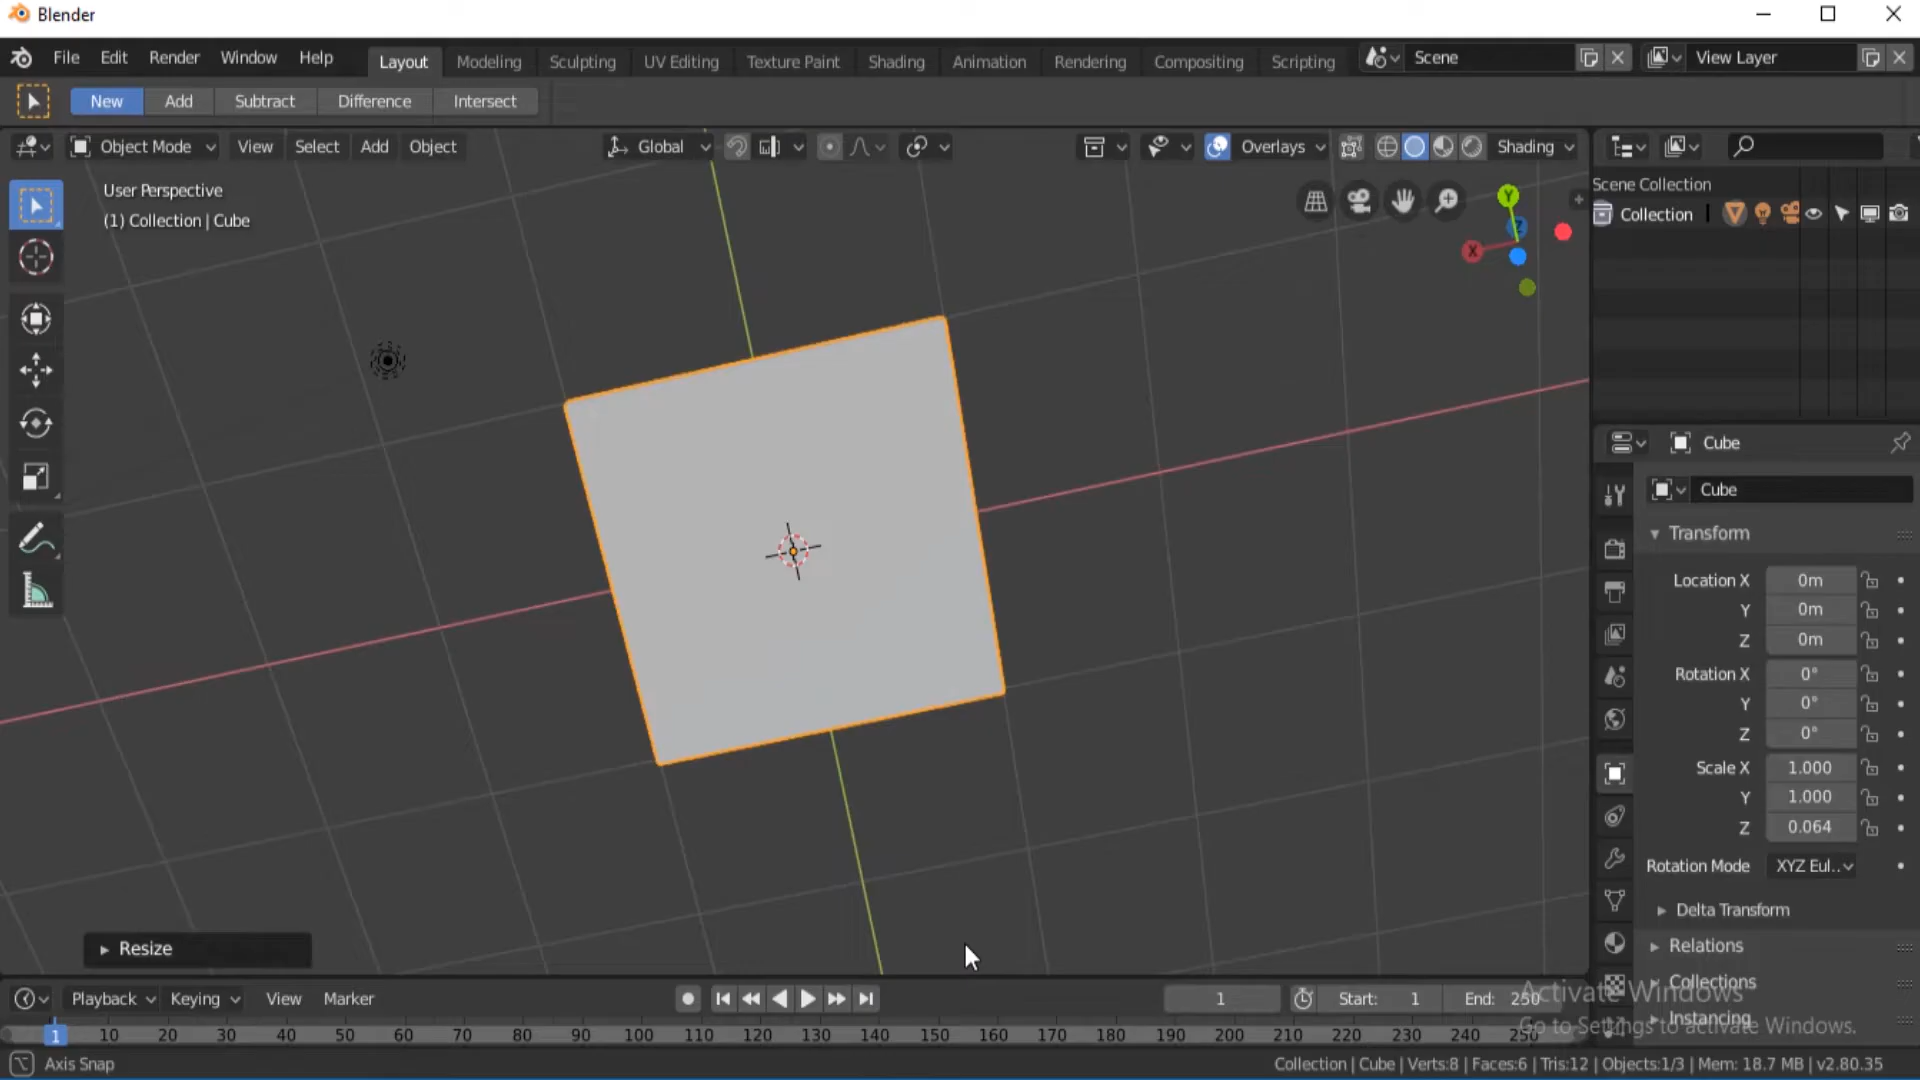 Blender
File Edit Render Window Help Layout Modeling Sculpting UV Editing Texture Paint Shading Animation Rendering Compositing Scripting Scene View Layer
New Add Subtract Difference Intersect
Object Mode View Select Add Object Global Overlays Shading
User Perspective
(1) Collection | Cube
Y
Z
X
Scene Collection
Collection
Cube
Cube
Transform
Location X 0m
Y 0m
Z 0m
Rotation X 0°
Y 0°
Z 0°
Scale X 1.000
Y 1.000
Z 0.064
Rotation Mode XYZ Eul..
Delta Transform
Relations
Collections
Instancing
Resize
Playback Keying View Marker 1 Start: 1 End: 250
1 10 20 30 40 50 60 70 80 90 100 110 120 130 140 150 160 170 180 190 200 210 220 230 240 250
Activate Windows
Go to Settings to activate Windows.
Axis Snap
Collection | Cube | Verts:8 | Faces:6 | Tris:12 | Objects:1/3 | Mem: 18.7 MB | v2.80.35